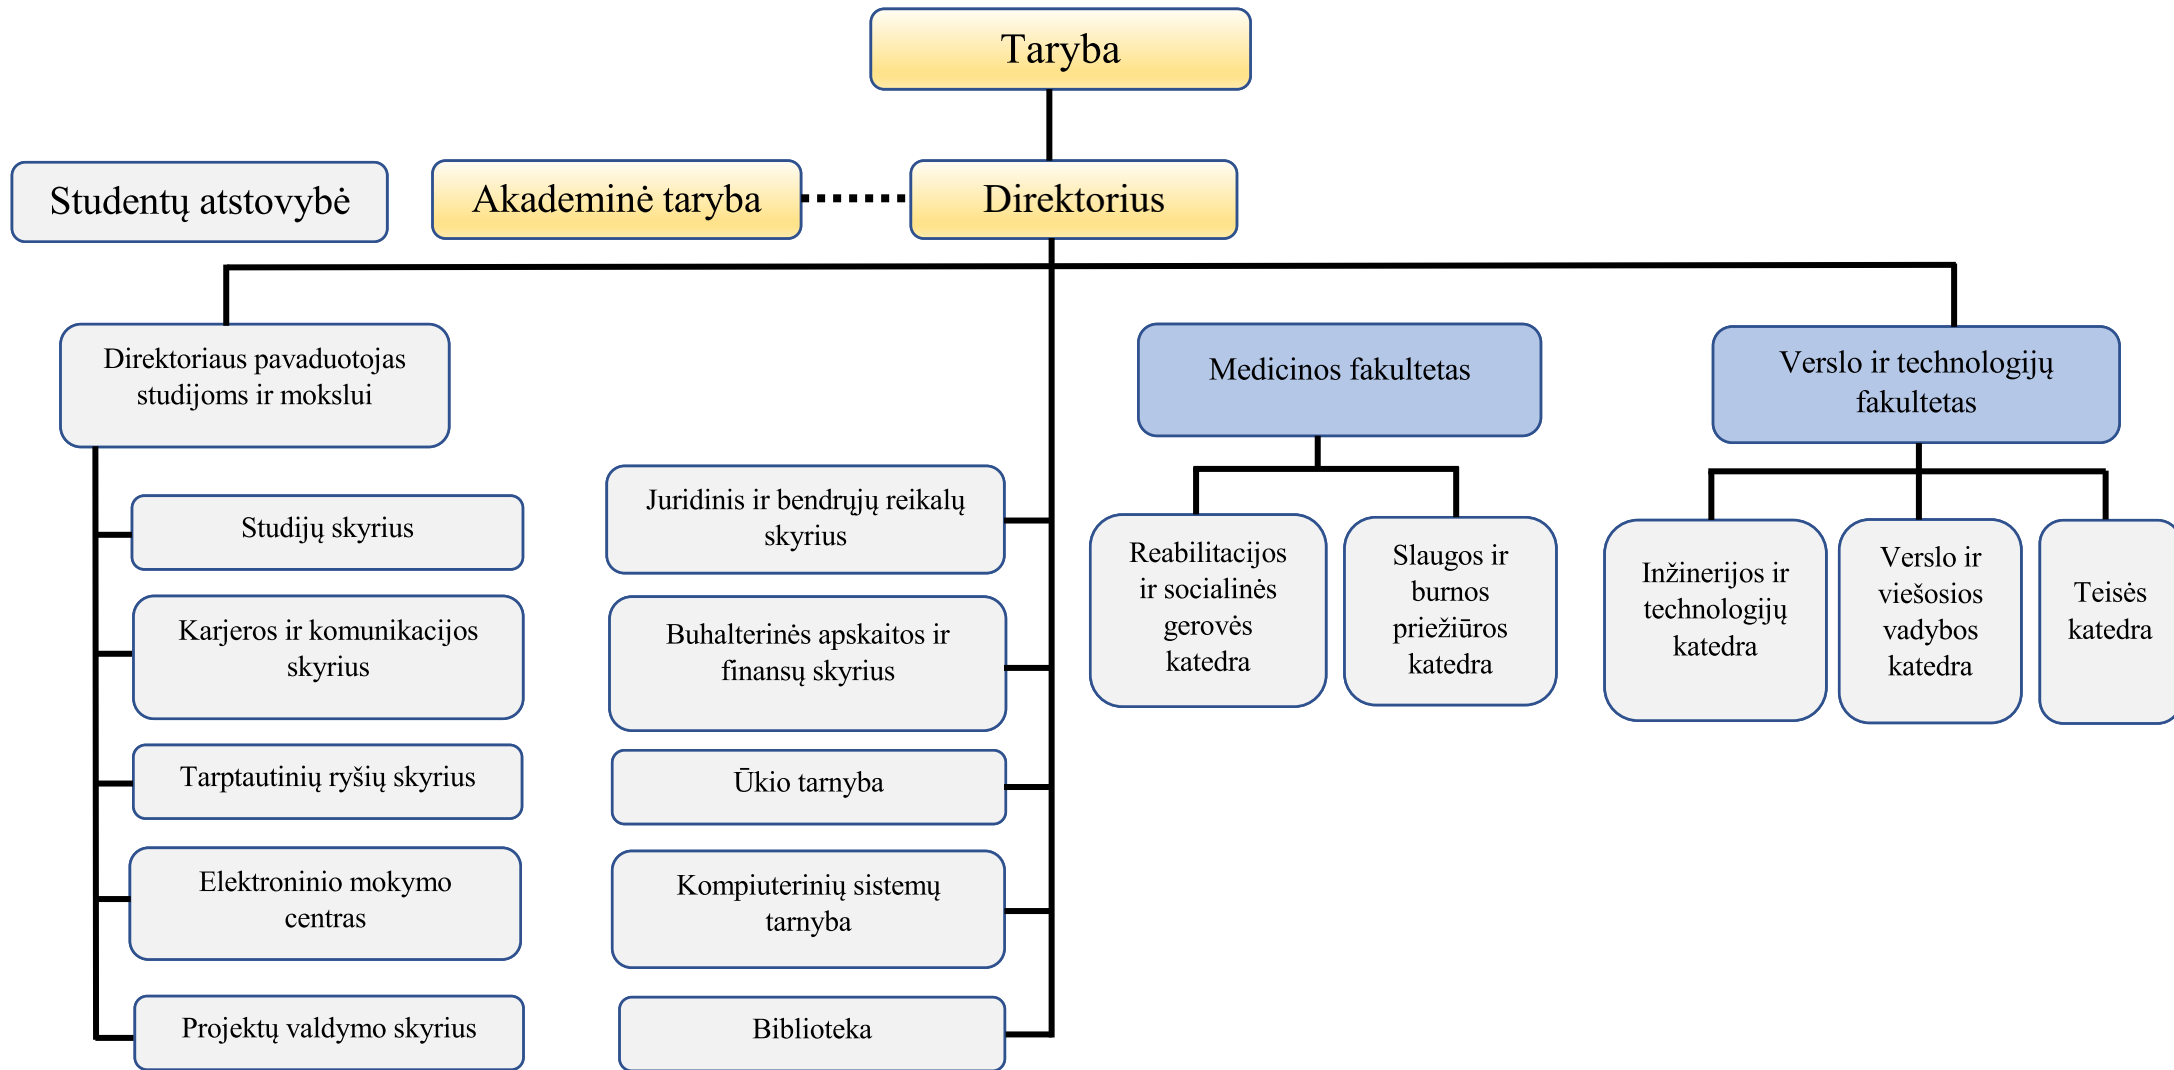 Taryba
Studentų atstovybė
Akademinė taryba
Direktorius
Direktoriaus pavaduotojas
studijoms ir mokslui
Medicinos fakultetas
Verslo ir technologijų
fakultetas
Studijų skyrius
Karjeros ir komunikacijos
skyrius
Tarptautinių ryšių skyrius
Elektroninio mokymo
centras
Projektų valdymo skyrius
Juridinis ir bendrųjų reikalų
skyrius
Buhalterinės apskaitos ir
finansų skyrius
Ūkio tarnyba
Kompiuterinių sistemų
tarnyba
Biblioteka
Reabilitacijos
ir socialinės
gerovės
katedra
Slaugos ir
burnos
priežiūros
katedra
Inžinerijos ir
technologijų
katedra
Verslo ir
viešosios
vadybos
katedra
Teisės
katedra